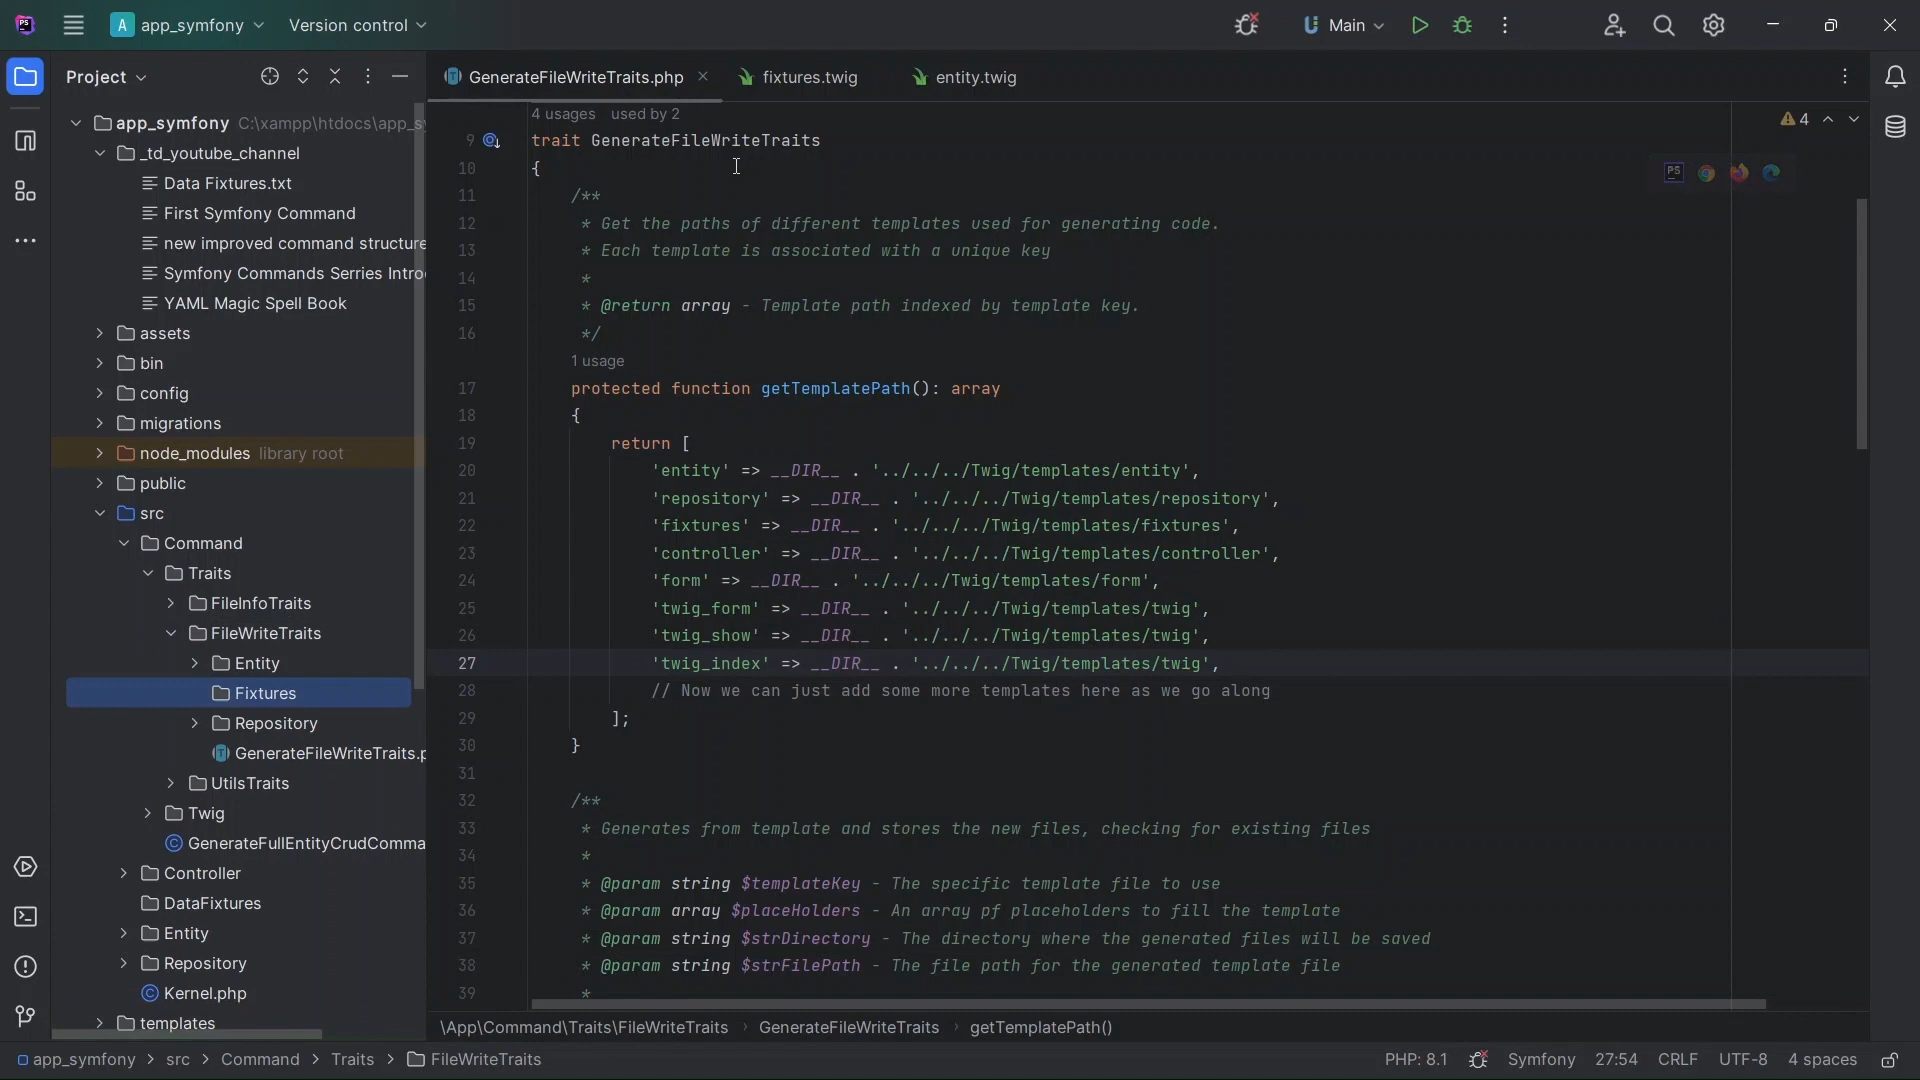 PS
A app_symfony
Version control
Main
Project
GenerateFileWriteTraits.php
fixtures.twig
entity.twig
app_symfony C:\xampp\htdocs\app_s
_td_youtube_channel
Data Fixtures.txt
First Symfony Command
new improved command structure
Symfony Commands Serries Intro
YAML Magic Spell Book
assets
bin
config
migrations
node_modules library root
public
src
Command
Traits
FileInfoTraits
FileWriteTraits
Entity
Fixtures
Repository
GenerateFileWriteTraits.p
UtilsTraits
Twig
GenerateFullEntityCrudComma
Controller
DataFixtures
Entity
Repository
Kernel.php
templates
4 usages used by 2
4
9 trait GenerateFileWriteTraits
10 {
11 /**
12 * Get the paths of different templates used for generating code.
13 * Each template is associated with a unique key
14 *
15 * @return array - Template path indexed by template key.
16 */
1 usage
17 protected function getTemplatePath(): array
18 {
19 return [
20 'entity' => __DIR__ . '../../../Twig/templates/entity',
21 'repository' => __DIR__ . '../../../Twig/templates/repository',
22 'fixtures' => __DIR__ . '../../../Twig/templates/fixtures',
23 'controller' => __DIR__ . '../../../Twig/templates/controller',
24 'form' => __DIR__ . '../../../Twig/templates/form',
25 'twig_form' => __DIR__ . '../../../Twig/templates/twig',
26 'twig_show' => __DIR__ . '../../../Twig/templates/twig',
27 'twig_index' => __DIR__ . '../../../Twig/templates/twig',
28 // Now we can just add some more templates here as we go along
29 ];
30 }
31
32 /**
33 * Generates from template and stores the new files, checking for existing files
34 *
35 * @param string $templateKey - The specific template file to use
36 * @param array $placeHolders - An array pf placeholders to fill the template
37 * @param string $strDirectory - The directory where the generated files will be saved
38 * @param string $strFilePath - The file path for the generated template file
39 *
PS
\App\Command\Traits\FileWriteTraits › GenerateFileWriteTraits › getTemplatePath()
app_symfony > src > Command > Traits > FileWriteTraits
PHP: 8.1 Symfony 27:54 CRLF UTF-8 4 spaces